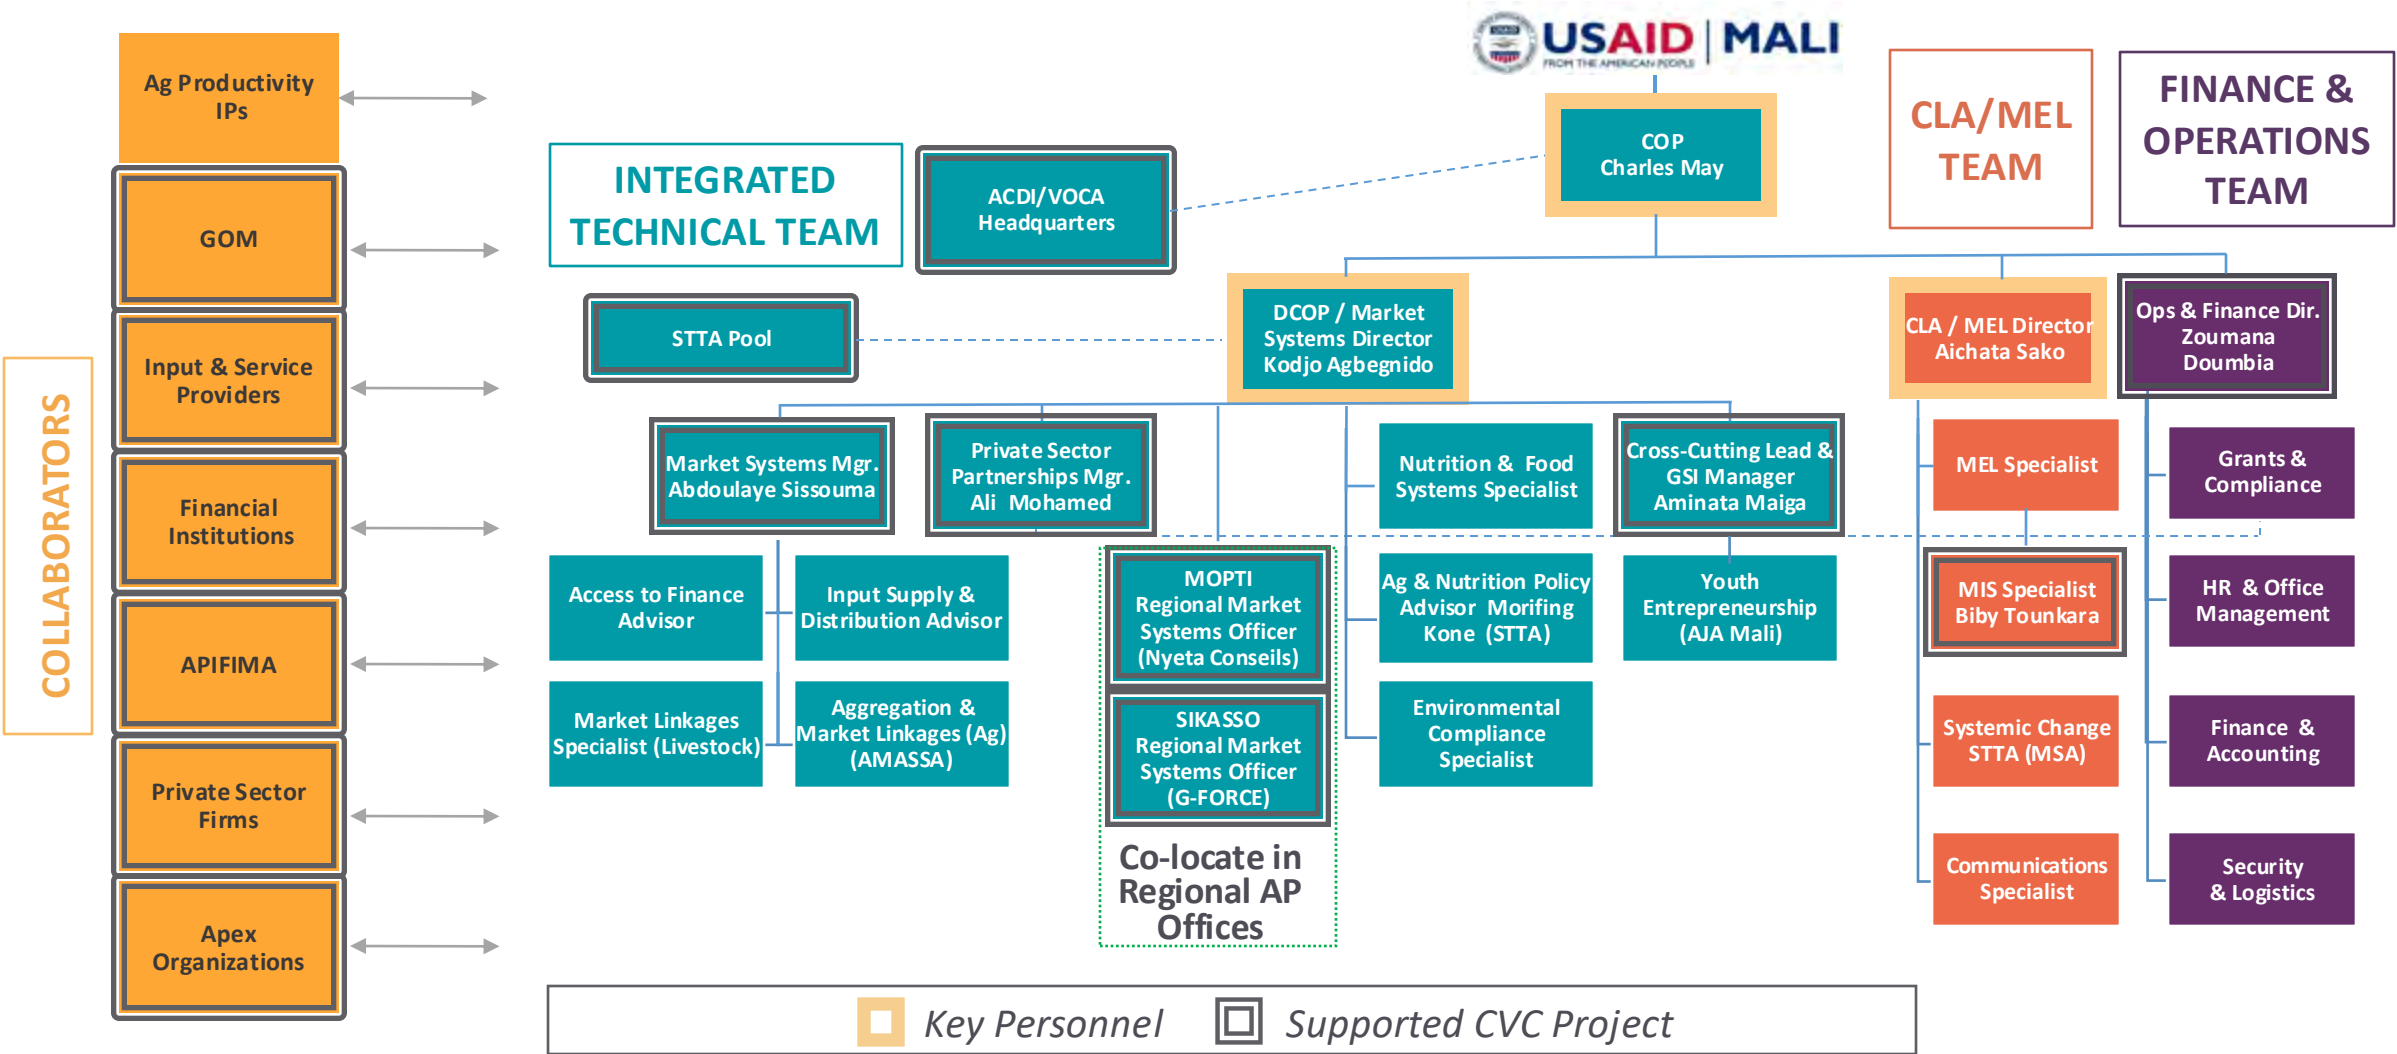 USAID | MALI
FROM THE AMERICAN PEOPLE
COLLABORATORS
Ag Productivity
IPs
GOM
Input & Service
Providers
Financial
Institutions
APIFIMA
Private Sector
Firms
Apex
Organizations
INTEGRATED
TECHNICAL TEAM
ACDI/VOCA
Headquarters
COP
Charles May
CLA/MEL
TEAM
FINANCE &
OPERATIONS
TEAM
STTA Pool
DCOP / Market
Systems Director
Kodjo Agbegnido
CLA / MEL Director
Aichata Sako
Ops & Finance Dir.
Zoumana
Doumbia
Market Systems Mgr.
Abdoulaye Sissouma
Private Sector
Partnerships Mgr.
Ali Mohamed
Nutrition & Food
Systems Specialist
Cross-Cutting Lead &
GSI Manager
Aminata Maiga
MEL Specialist
Grants &
Compliance
Access to Finance
Advisor
Input Supply &
Distribution Advisor
MOPTI
Regional Market
Systems Officer
(Nyeta Conseils)
Ag & Nutrition Policy
Advisor Morifing
Kone (STTA)
Youth
Entrepreneurship
(AJA Mali)
MIS Specialist
Biby Tounkara
HR & Office
Management
Market Linkages
Specialist (Livestock)
Aggregation &
Market Linkages (Ag)
(AMASSA)
SIKASSO
Regional Market
Systems Officer
(G-FORCE)
Environmental
Compliance
Specialist
Systemic Change
STTA (MSA)
Finance &
Accounting
Co-locate in
Regional AP
Offices
Communications
Specialist
Security
& Logistics
Key Personnel
Supported CVC Project